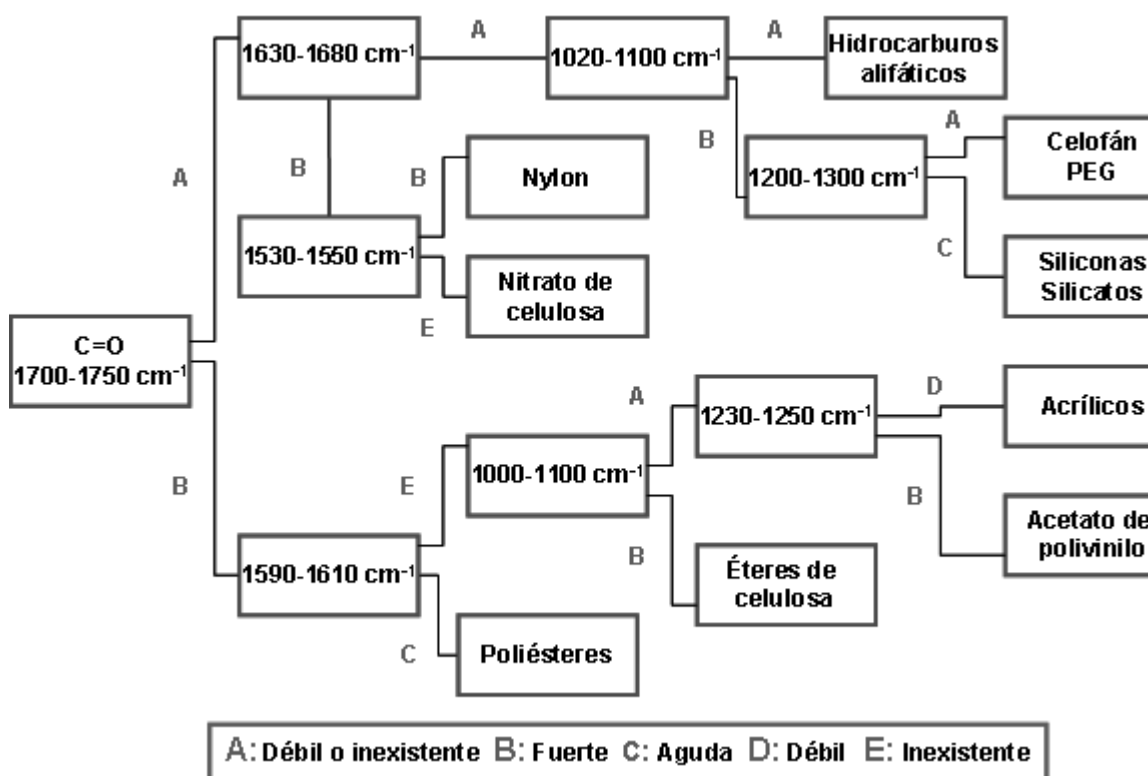 A
A
1630-1680 cm⁻¹
1020-1100 cm⁻¹
Hidrocarburos
alifáticos
A
B
B
B
A
Nylon
1200-1300 cm⁻¹
Celofán
PEG
1530-1550 cm⁻¹
C
E
Nitrato de
celulosa
Siliconas
Silicatos
C=O
1700-1750 cm⁻¹
A
D
1230-1250 cm⁻¹
Acrílicos
B
E
1000-1100 cm⁻¹
B
B
Acetato de
polivinilo
1590-1610 cm⁻¹
Éteres de
celulosa
C
Poliésteres
A: Débil o inexistente B: Fuerte C: Aguda D: Débil E: Inexistente